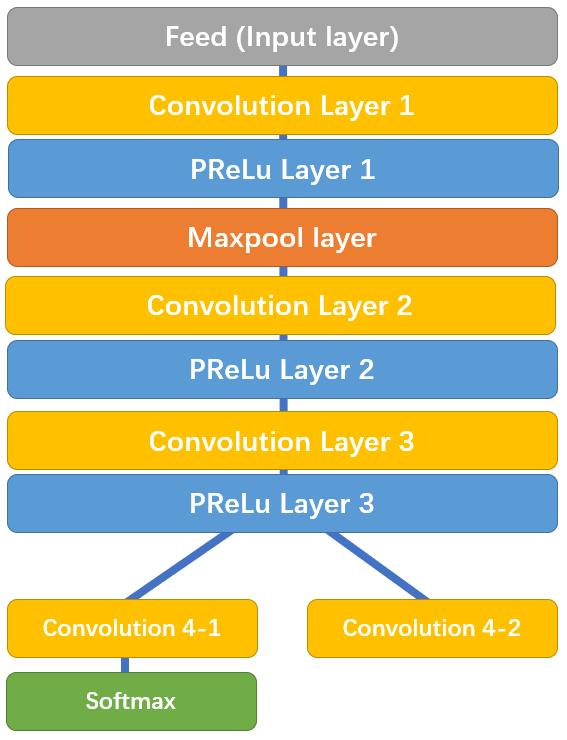 Feed (Input layer)
Convolution Layer 1
PReLu Layer 1
Maxpool layer
Convolution Layer 2
PReLu Layer 2
Convolution Layer 3
PReLu Layer 3
Convolution 4-1
Convolution 4-2
Softmax